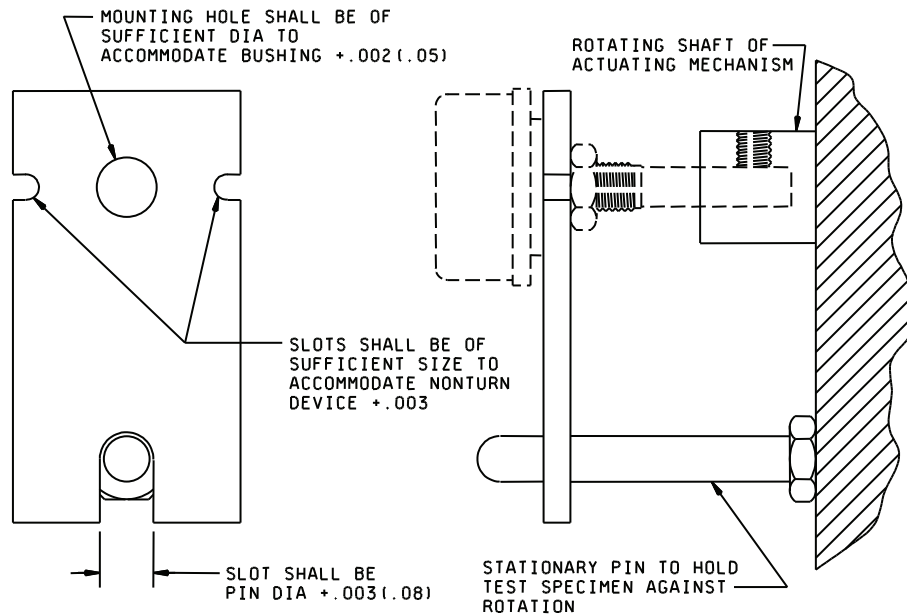 MOUNTING HOLE SHALL BE OF
SUFFICIENT DIA TO
ACCOMMODATE BUSHING +.002(.05)
ROTATING SHAFT OF
ACTUATING MECHANISM
SLOTS SHALL BE OF
SUFFICIENT SIZE TO
ACCOMMODATE NONTURN
DEVICE +.003
SLOT SHALL BE
PIN DIA +.003(.08)
STATIONARY PIN TO HOLD
TEST SPECIMEN AGAINST
ROTATION